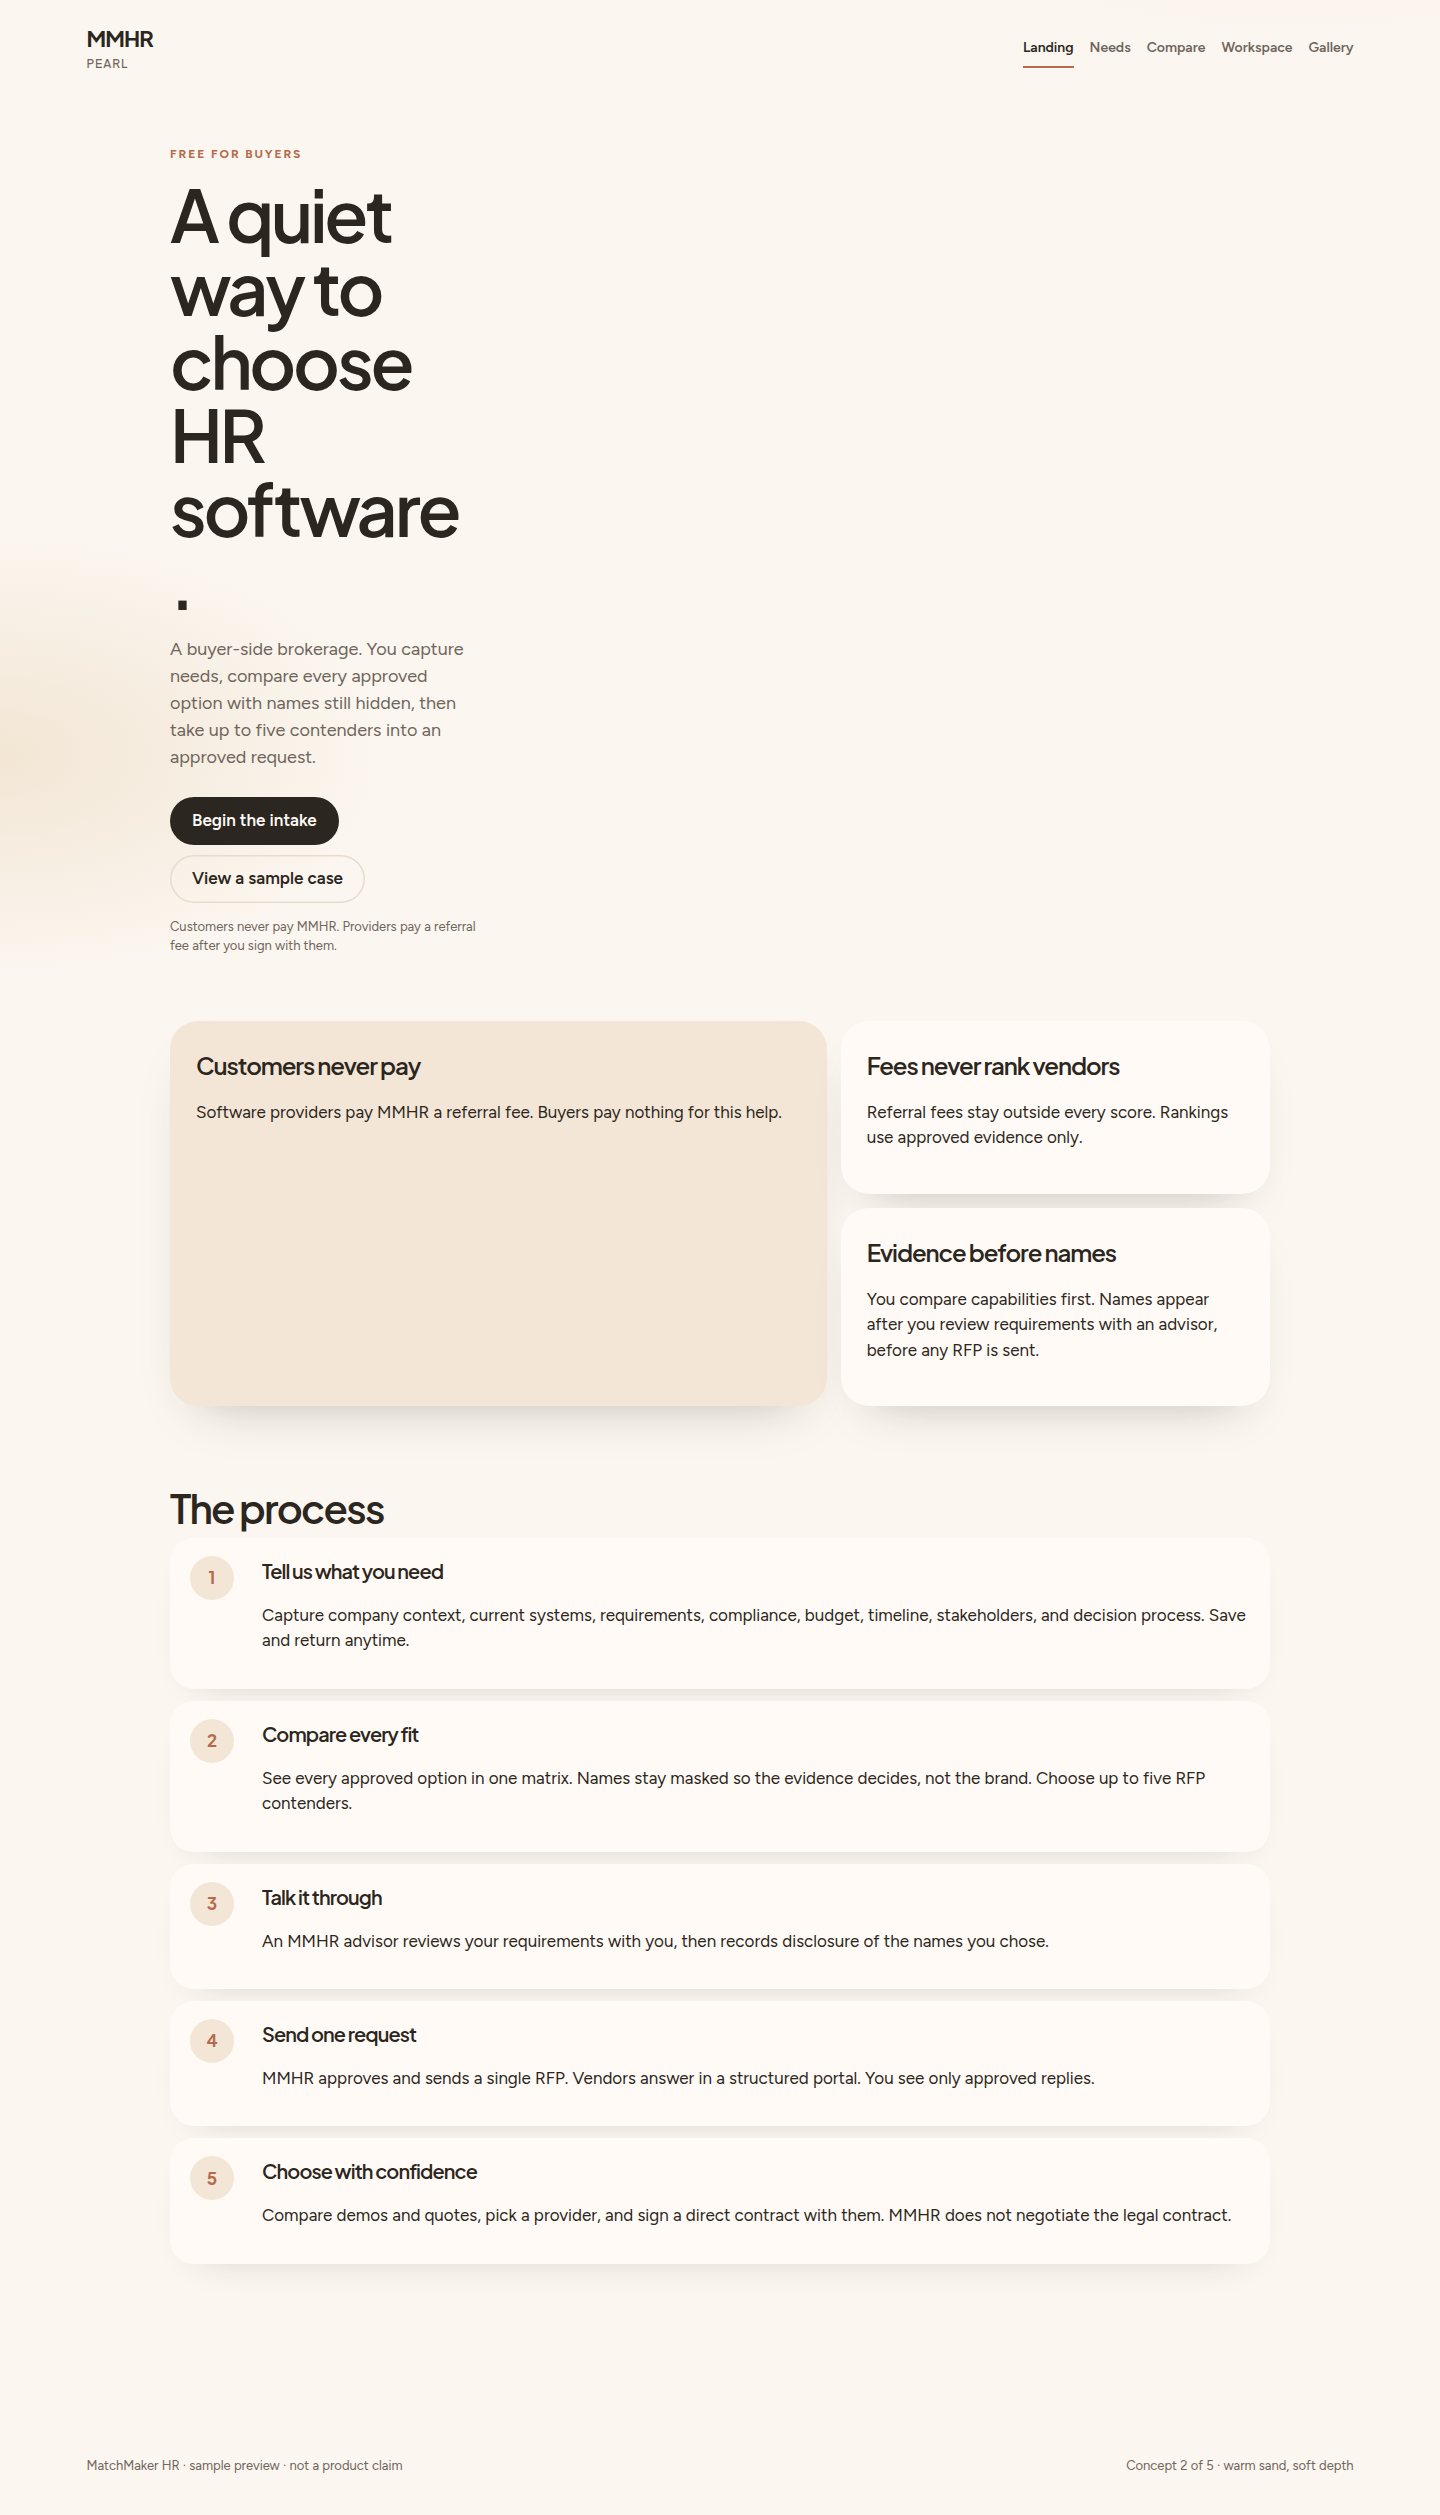 MMHR
PEARL
Landing Needs Compare Workspace Gallery
FREE FOR BUYERS
A quiet
way to
choose
HR
software
.
A buyer-side brokerage. You capture
needs, compare every approved
option with names still hidden, then
take up to five contenders into an
approved request.
Begin the intake
View a sample case
Customers never pay MMHR. Providers pay a referral
fee after you sign with them.
Customers never pay
Software providers pay MMHR a referral fee. Buyers pay nothing for this help.
Fees never rank vendors
Referral fees stay outside every score. Rankings
use approved evidence only.
Evidence before names
You compare capabilities first. Names appear
after you review requirements with an advisor,
before any RFP is sent.
The process
1
Tell us what you need
Capture company context, current systems, requirements, compliance, budget, timeline, stakeholders, and decision process. Save
and return anytime.
2
Compare every fit
See every approved option in one matrix. Names stay masked so the evidence decides, not the brand. Choose up to five RFP
contenders.
3
Talk it through
An MMHR advisor reviews your requirements with you, then records disclosure of the names you chose.
4
Send one request
MMHR approves and sends a single RFP. Vendors answer in a structured portal. You see only approved replies.
5
Choose with confidence
Compare demos and quotes, pick a provider, and sign a direct contract with them. MMHR does not negotiate the legal contract.
MatchMaker HR · sample preview · not a product claim
Concept 2 of 5 · warm sand, soft depth